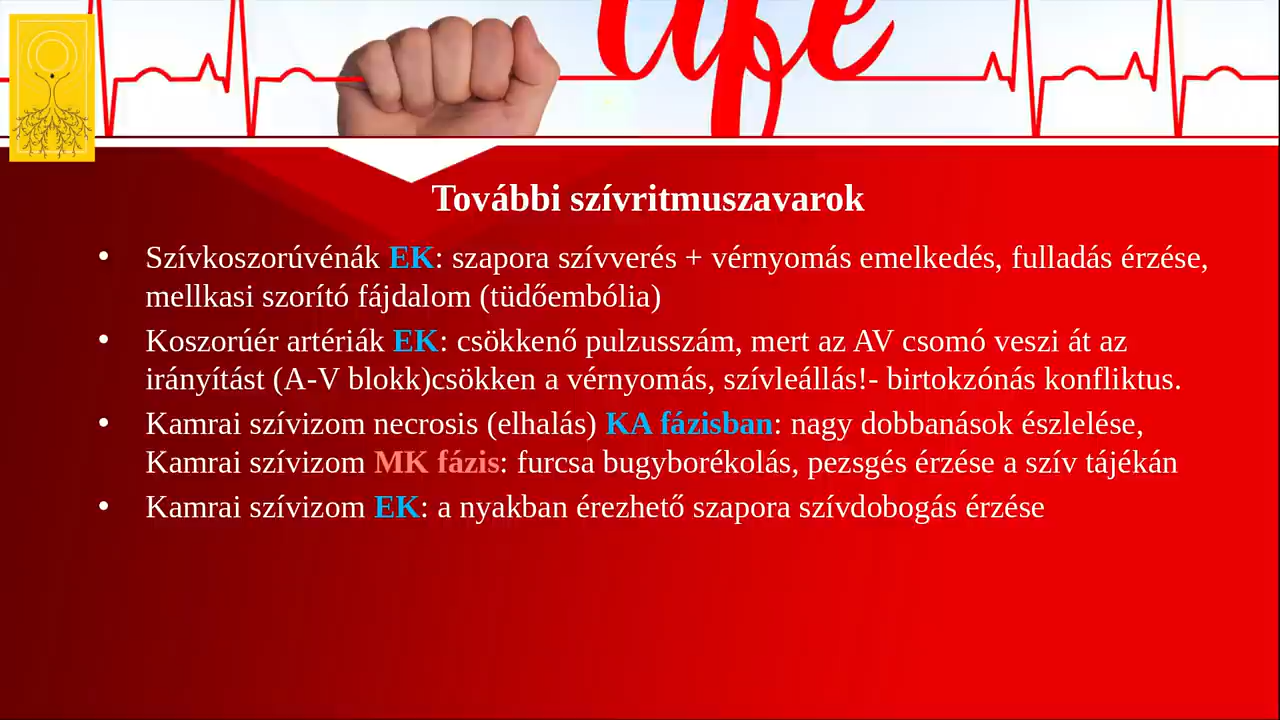 life
További szívritmuszavarok
• Szívkoszorúvénák EK: szapora szívverés + vérnyomás emelkedés, fulladás érzése,
mellkasi szorító fájdalom (tüdőembólia)
• Koszorúér artériák EK: csökkenő pulzusszám, mert az AV csomó veszi át az
irányítást (A-V blokk)csökken a vérnyomás, szívleállás!- birtokzónás konfliktus.
• Kamrai szívizom necrosis (elhalás) KA fázisban: nagy dobbanások észlelése,
Kamrai szívizom MK fázis: furcsa bugyborékolás, pezsgés érzése a szív tájékán
• Kamrai szívizom EK: a nyakban érezhető szapora szívdobogás érzése